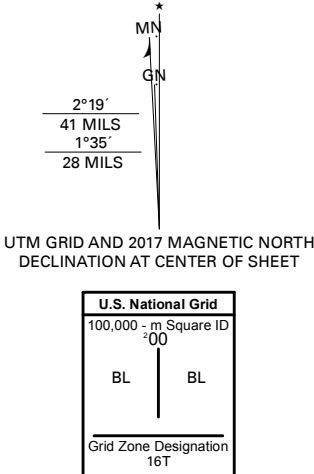 ★
MN
GN
2°19´
41 MILS
1°35´
28 MILS
UTM GRID AND 2017 MAGNETIC NORTH
DECLINATION AT CENTER OF SHEET
U.S. National Grid
100,000 - m Square ID
²00
BL BL
Grid Zone Designation
16T